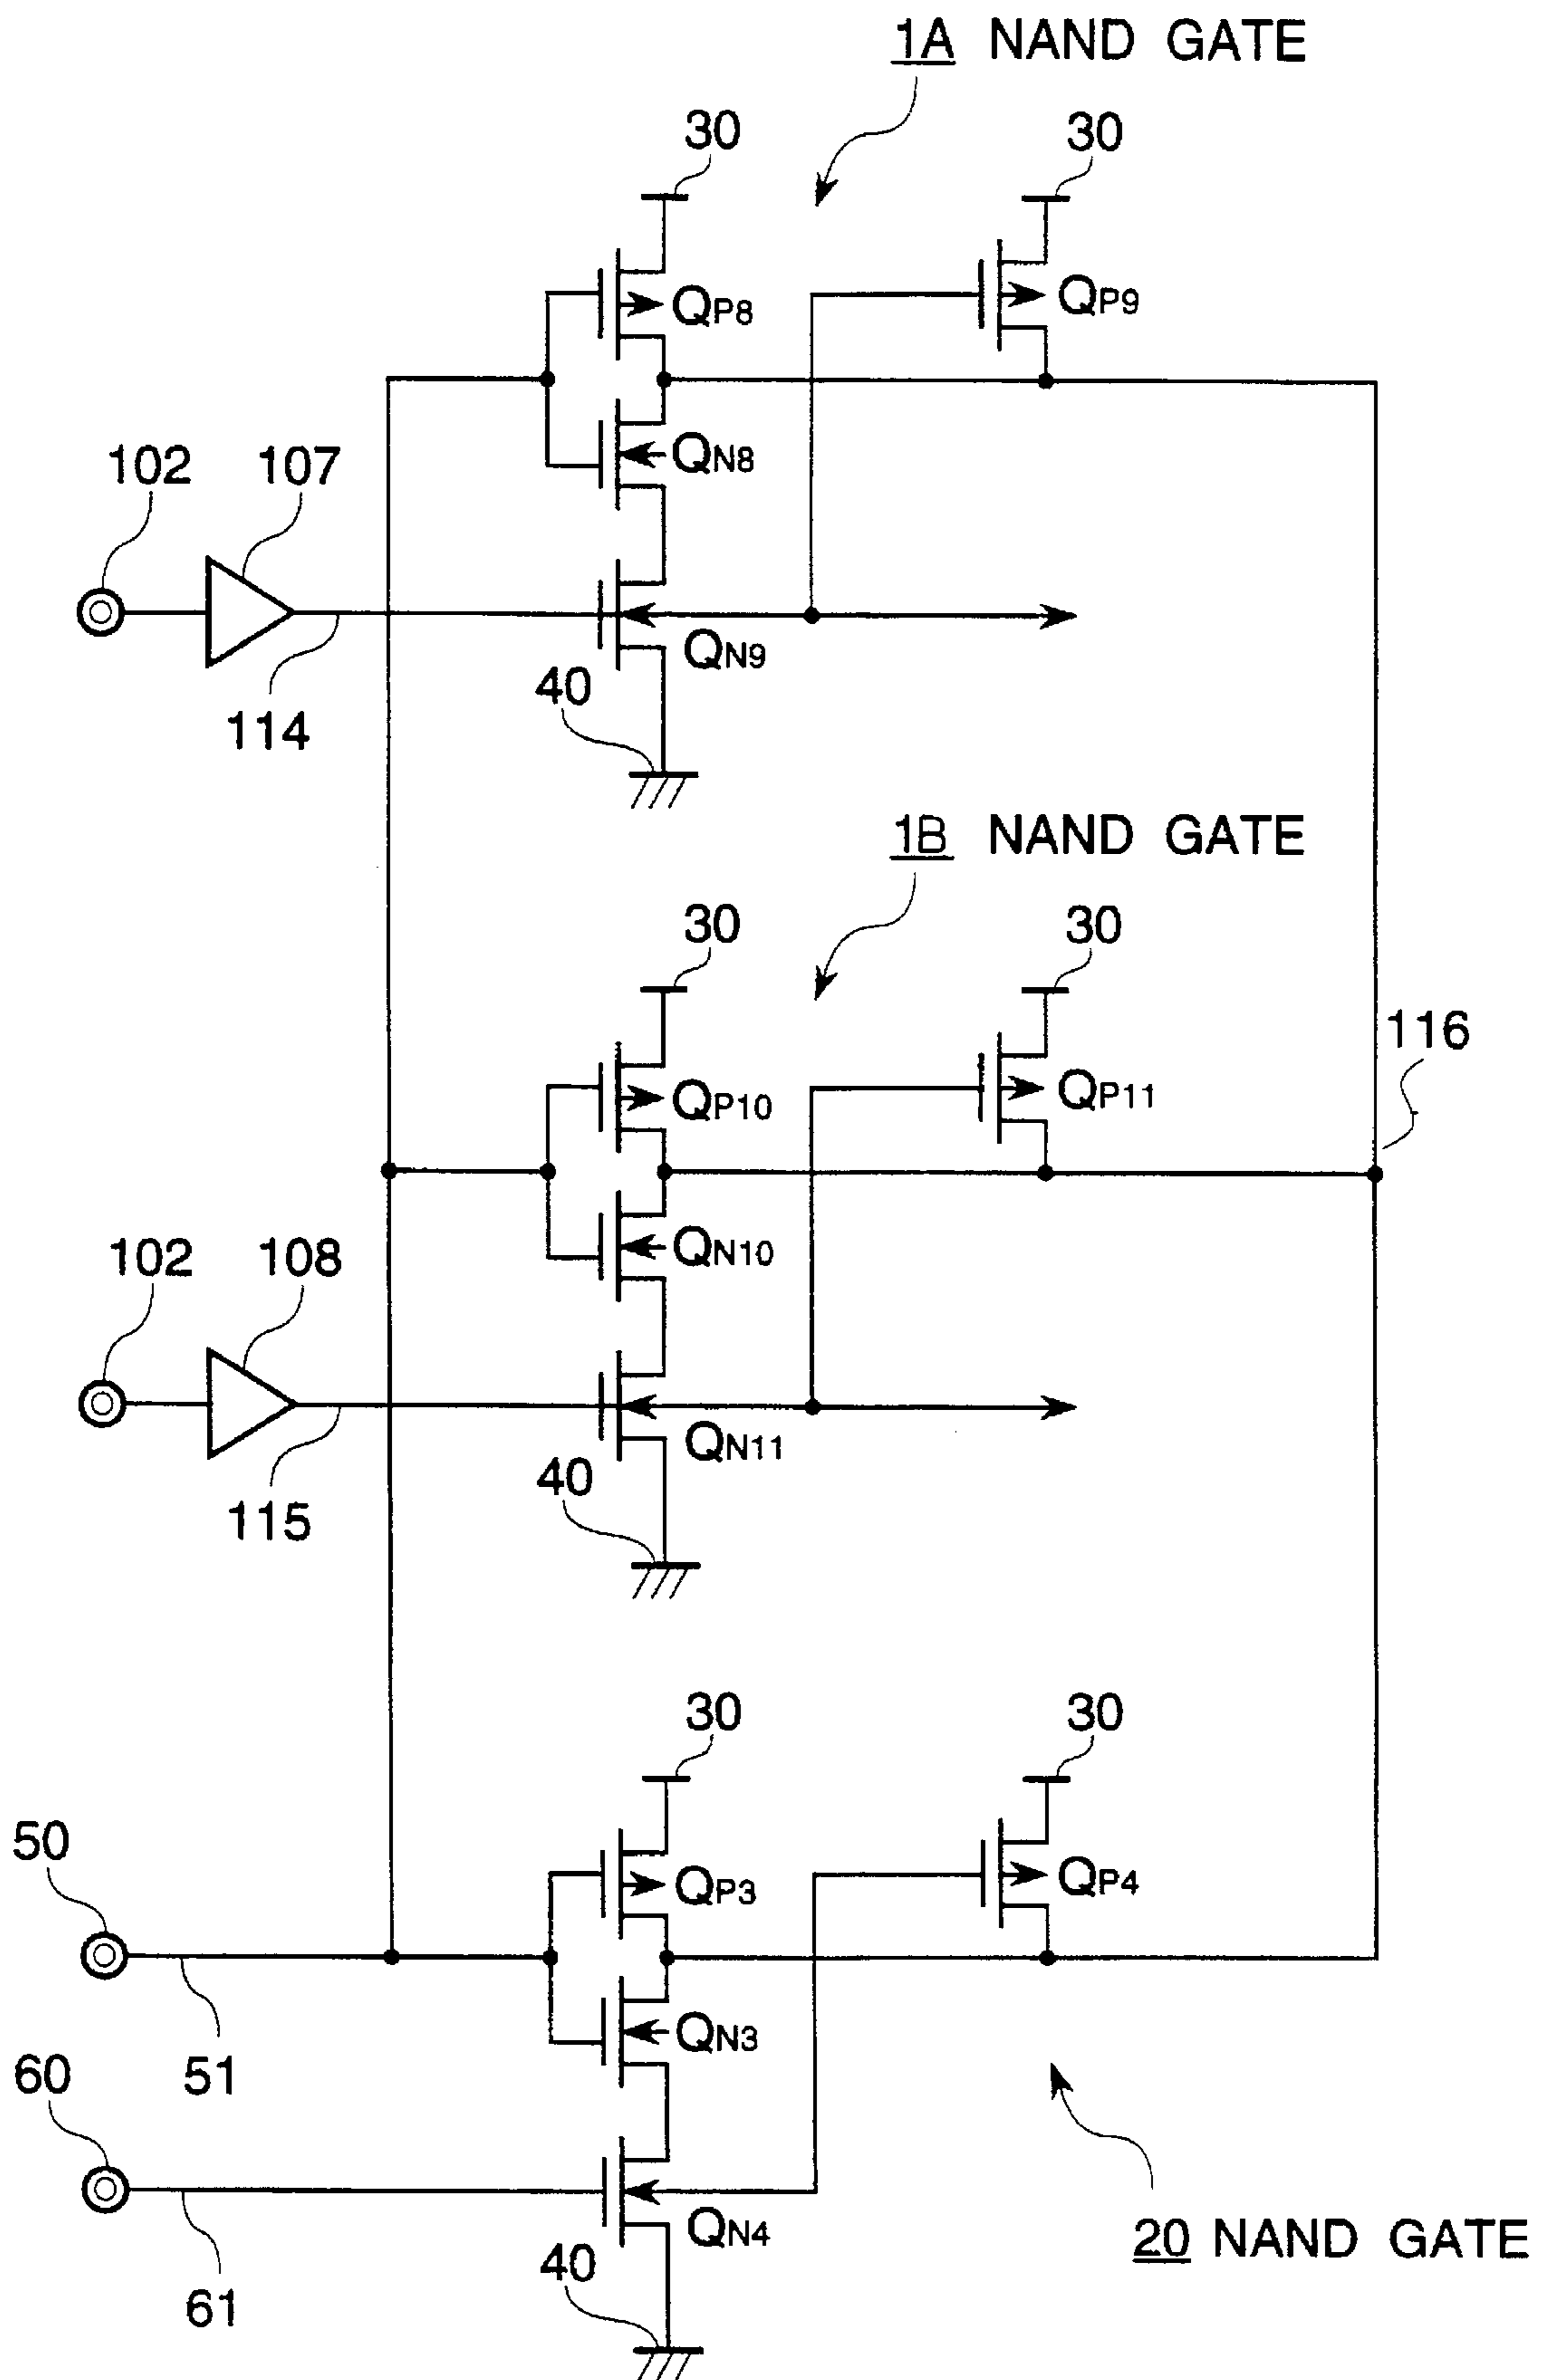 1A NAND GATE
30
30
QP8
QP9
QN8
102
107
QN9
40
114
1B NAND GATE
30
30
116
QP10
QP11
QN10
102
108
QN11
40
115
30
30
50
QP3
QP4
QN3
60
51
QN4
20 NAND GATE
40
61